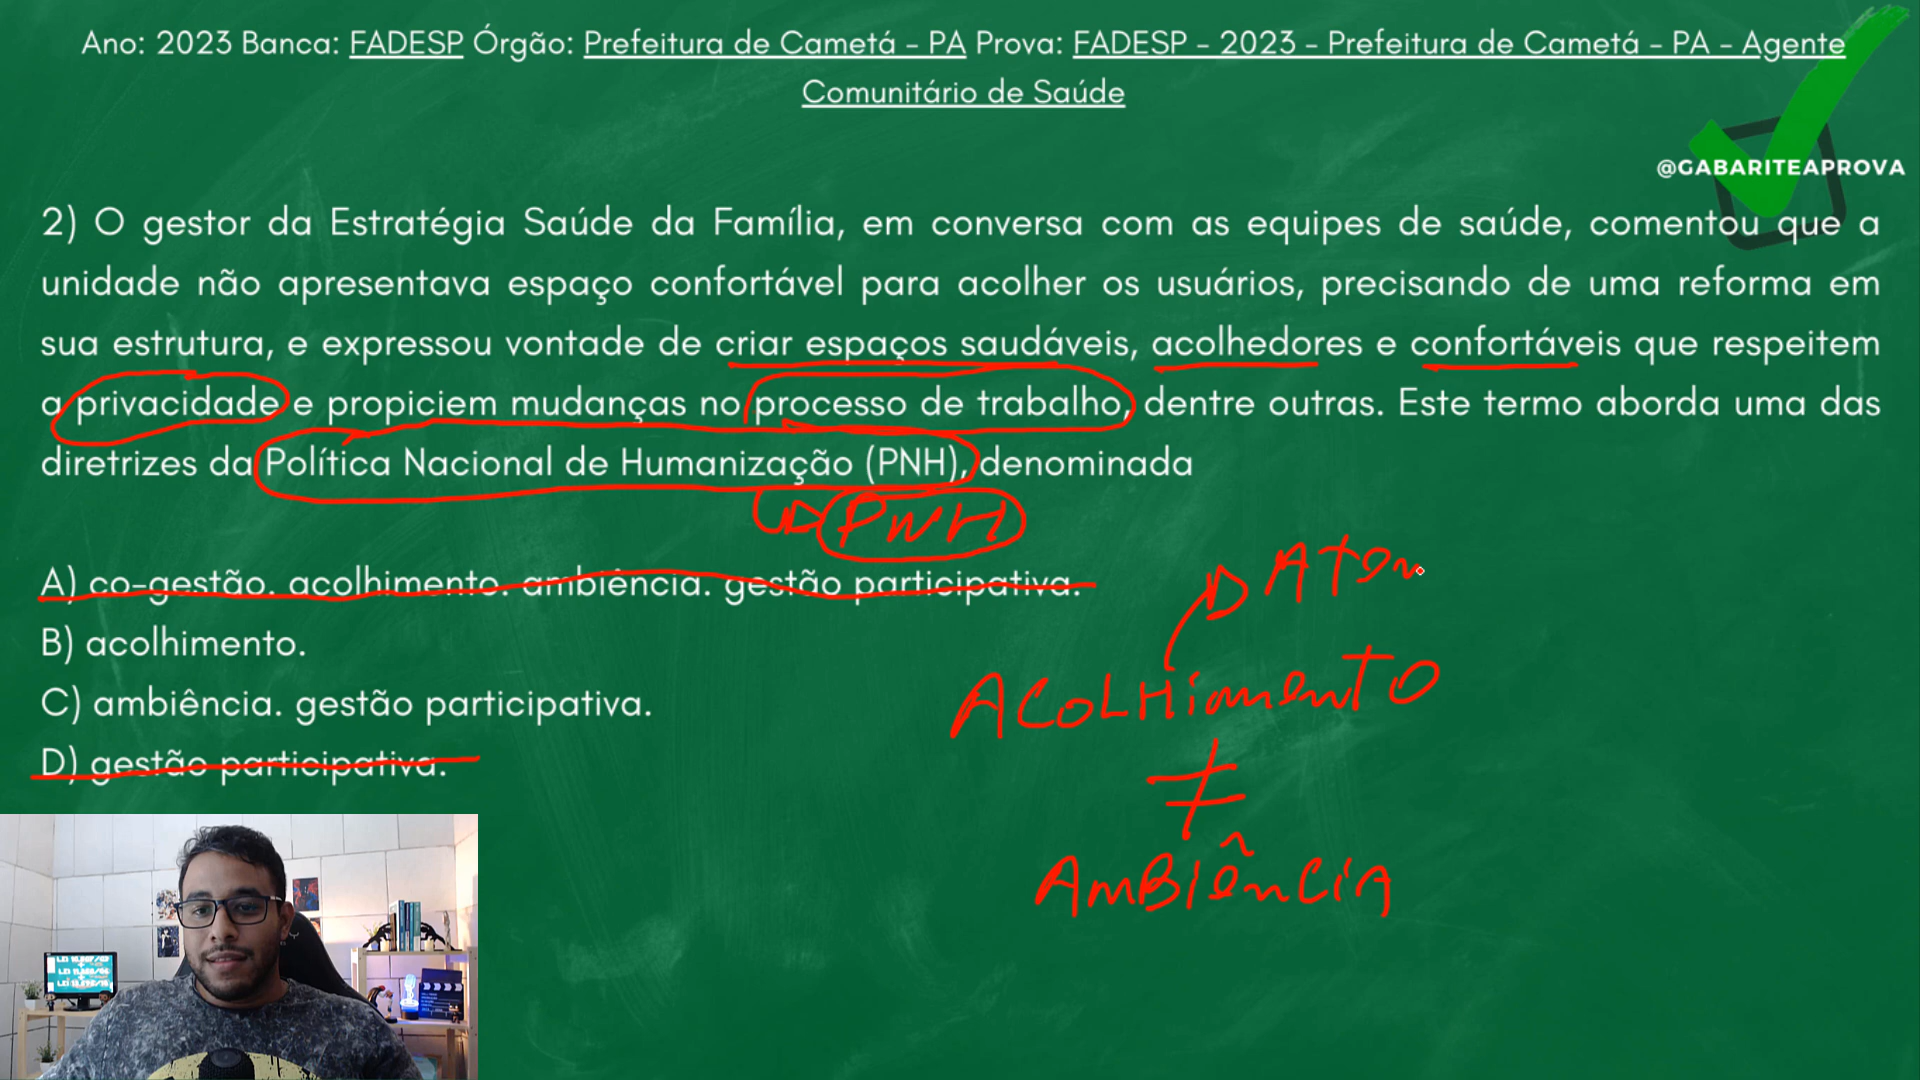 Ano: 2023 Banca: FADESP Órgão: Prefeitura de Cametá - PA Prova: FADESP - 2023 - Prefeitura de Cametá - PA - Agente
Comunitário de Saúde
@GABARITEAPROVA
2) O gestor da Estratégia Saúde da Família, em conversa com as equipes de saúde, comentou que a
unidade não apresentava espaço confortável para acolher os usuários, precisando de uma reforma em
sua estrutura, e expressou vontade de criar espaços saudáveis, acolhedores e confortáveis que respeitem
a privacidade e propiciem mudanças no processo de trabalho, dentre outras. Este termo aborda uma das
diretrizes da Política Nacional de Humanização (PNH), denominada
PNH
A) co-gestão. acolhimento. ambiência. gestão participativa.
B) acolhimento.
C) ambiência. gestão participativa.
D) gestão participativa.
Aten
ACOLHimento
≠
AmBiênCiA